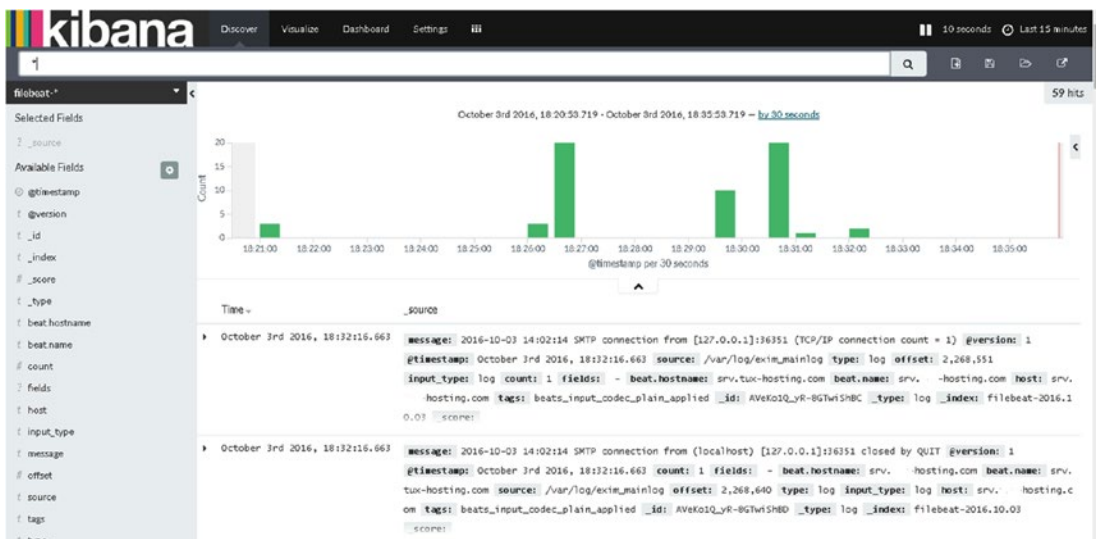 kibana
Discover Visualize Dashboard Settings
10 seconds Last 15 minutes
*
filebeat-*
59 hits
Selected Fields
? _source
Available Fields
@timestamp
t @version
t _id
t _index
# _score
t _type
t beat.hostname
t beat.name
# count
? fields
t host
t input_type
t message
# offset
t source
t tags
October 3rd 2016, 18:20:53.719 - October 3rd 2016, 18:35:53.719 — by 30 seconds
Count
20
15
10
5
0
18:21:00 18:22:00 18:23:00 18:24:00 18:25:00 18:26:00 18:27:00 18:28:00 18:29:00 18:30:00 18:31:00 18:32:00 18:33:00 18:34:00 18:35:00
@timestamp per 30 seconds
Time _source
October 3rd 2016, 18:32:16.663 message: 2016-10-03 14:02:14 SMTP connection from [127.0.0.1]:36351 (TCP/IP connection count = 1) @version: 1
@timestamp: October 3rd 2016, 18:32:16.663 source: /var/log/exim_mainlog type: log offset: 2,268,551
input_type: log count: 1 fields: - beat.hostname: srv.tux-hosting.com beat.name: srv. -hosting.com host: srv.
-hosting.com tags: beats_input_codec_plain_applied _id: AVeKo1Q_yR-8GTwiShBC _type: log _index: filebeat-2016.1
0.03 _score:
October 3rd 2016, 18:32:16.663 message: 2016-10-03 14:02:14 SMTP connection from (localhost) [127.0.0.1]:36351 closed by QUIT @version: 1
@timestamp: October 3rd 2016, 18:32:16.663 count: 1 fields: - beat.hostname: srv. hosting.com beat.name: srv.
tux-hosting.com source: /var/log/exim_mainlog offset: 2,268,640 type: log input_type: log host: srv. hosting.c
om tags: beats_input_codec_plain_applied _id: AVeKo1Q_yR-8GTwiShBD _type: log _index: filebeat-2016.10.03
_score: